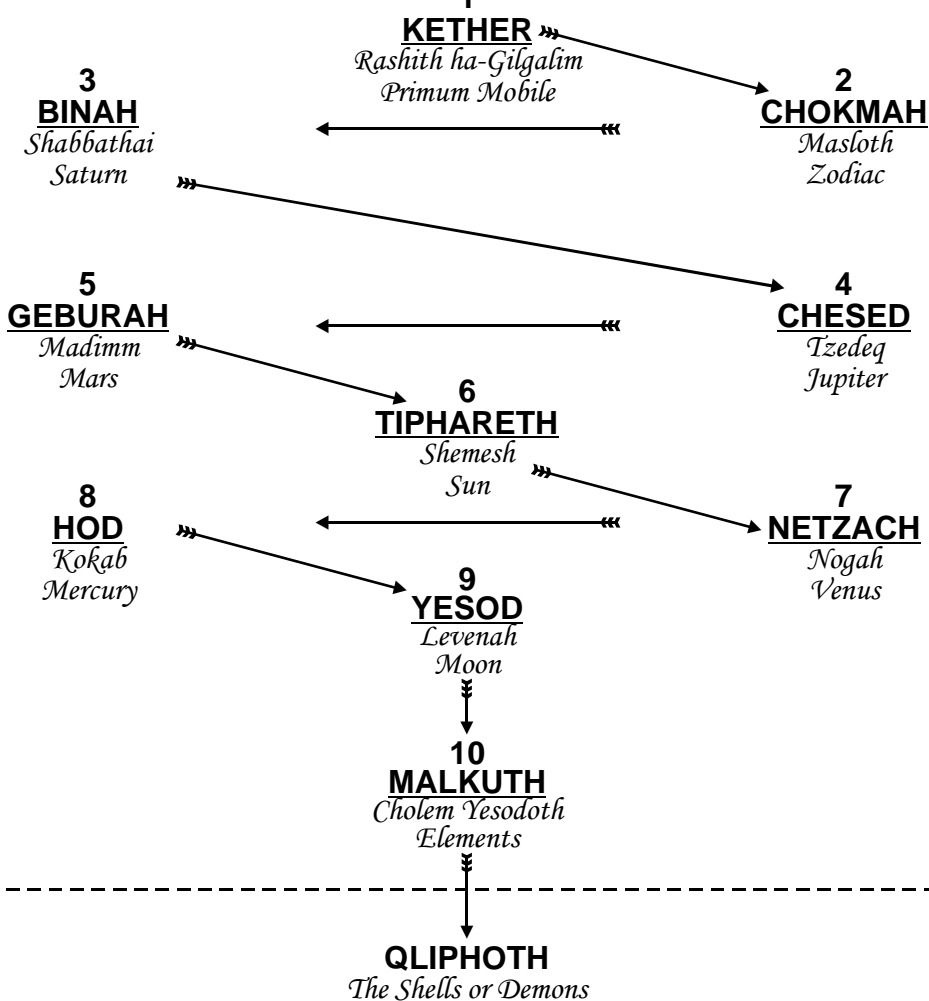 1
KETHER
Rashith ha-Gilgalim
Primum Mobile
2
CHOKMAH
Masloth
Zodiac
3
BINAH
Shabbathai
Saturn
4
CHESED
Tzedeq
Jupiter
5
GEBURAH
Madimm
Mars
6
TIPHARETH
Shemesh
Sun
7
NETZACH
Nogah
Venus
8
HOD
Kokab
Mercury
9
YESOD
Levenah
Moon
10
MALKUTH
Cholem Yesodoth
Elements
QLIPHOTH
The Shells or Demons